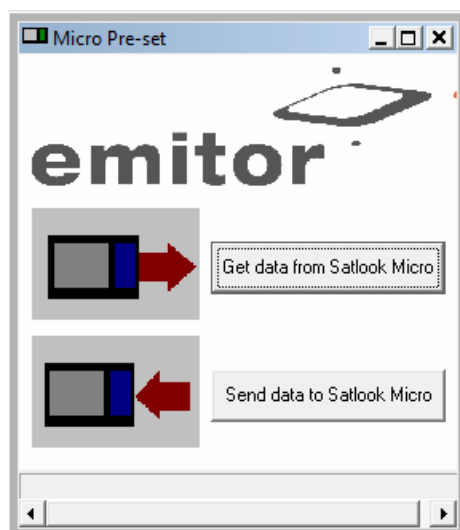 Micro Pre-set
emitor
Get data from Satlook Micro
Send data to Satlook Micro